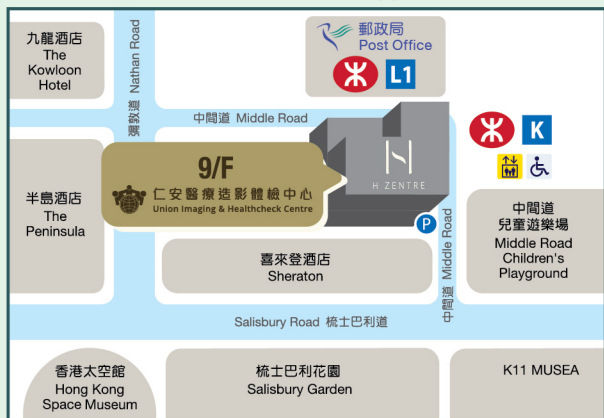 九龍酒店
The
Kowloon
Hotel
彌敦道 Nathan Road
郵政局
Post Office
L1
中間道 Middle Road
K
H ZENTRE
9/F
仁安醫療造影體檢中心
Union Imaging & Healthcheck Centre
半島酒店
The
Peninsula
P
中間道 Middle Road
中間道
兒童遊樂場
Middle Road
Children's
Playground
喜來登酒店
Sheraton
Salisbury Road 梳士巴利道
香港太空館
Hong Kong
Space Museum
梳士巴利花園
Salisbury Garden
K11 MUSEA